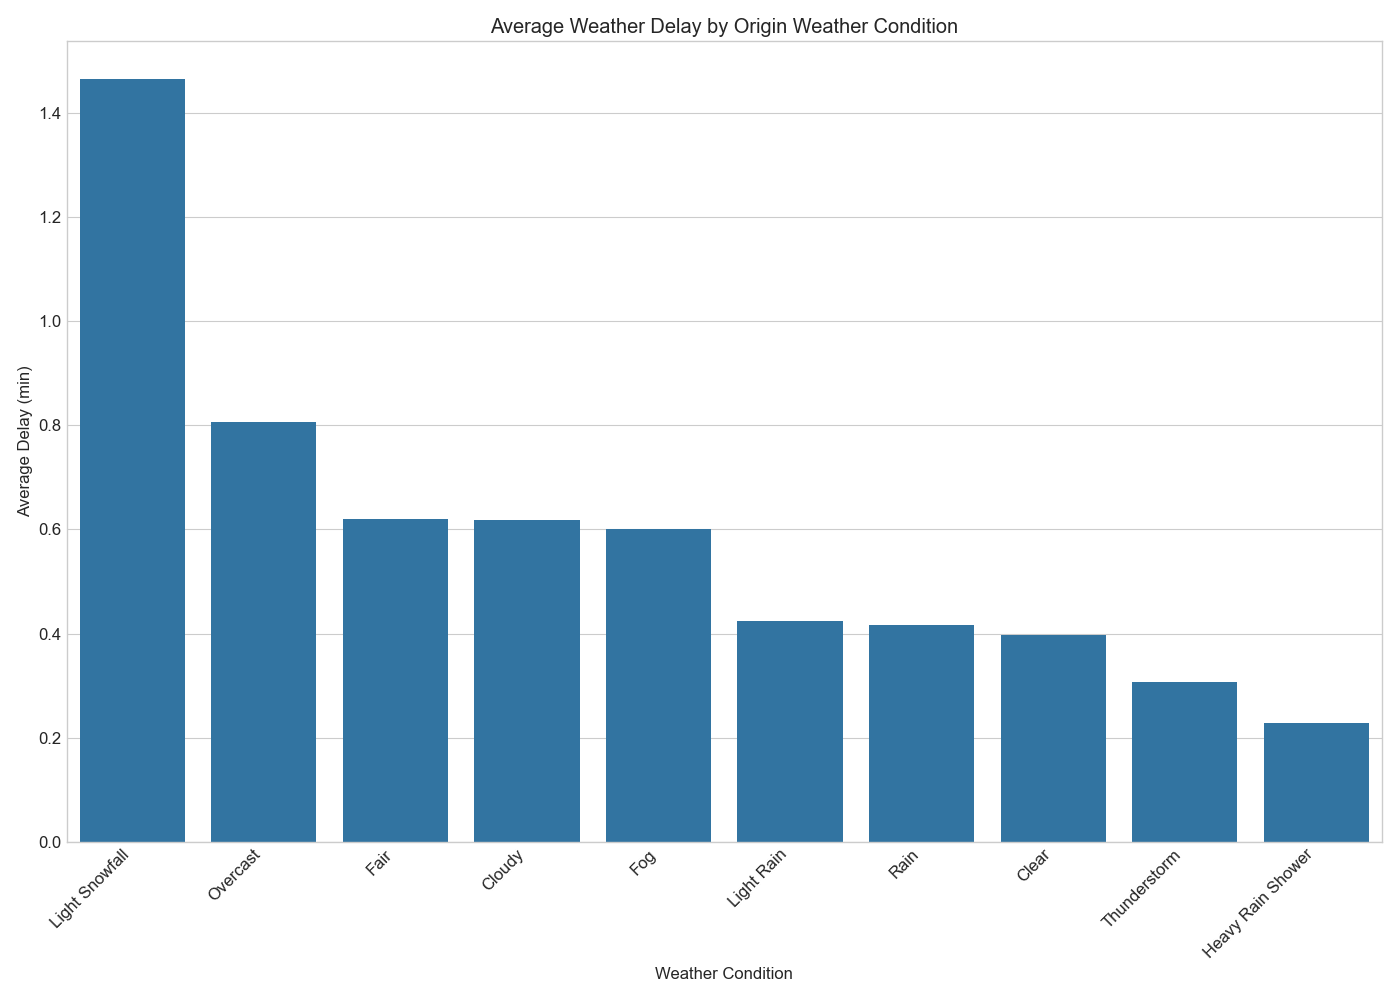 Average Weather Delay by Origin Weather Condition
Average Delay (min)
1.4
1.2
1.0
0.8
0.6
0.4
0.2
0.0
Light Snowfall
Overcast
Fair
Cloudy
Fog
Light Rain
Rain
Clear
Thunderstorm
Heavy Rain Shower
Weather Condition